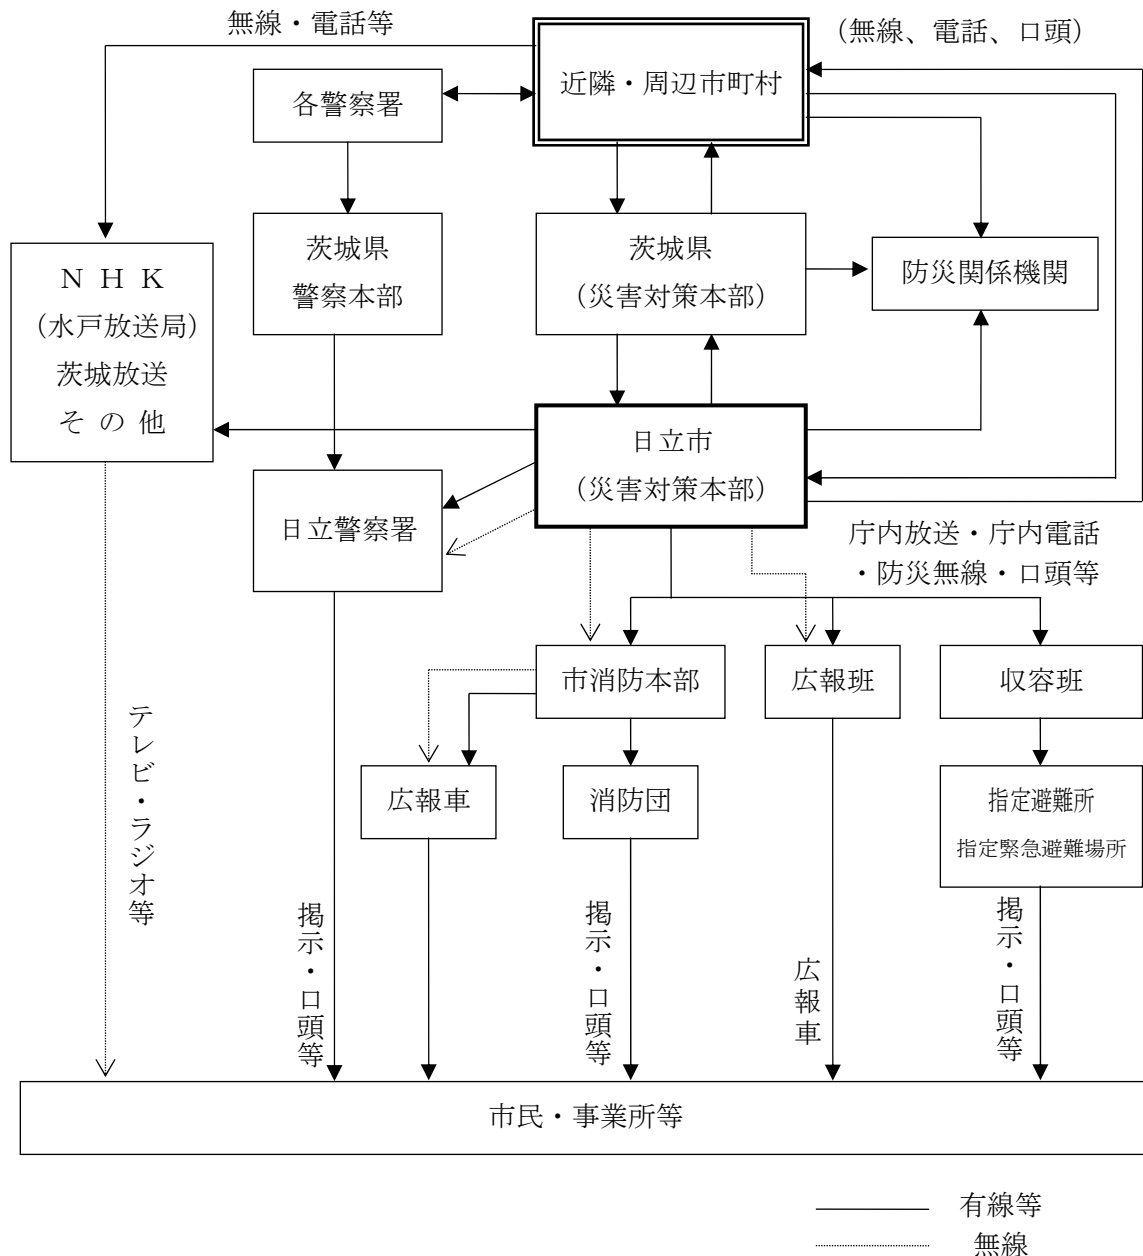 無線・電話等
（無線、電話、口頭）
近隣・周辺市町村
各警察署
茨城県
警察本部
茨城県
（災害対策本部）
防災関係機関
ＮＨＫ
（水戸放送局）
茨城放送
その他
日立市
（災害対策本部）
日立警察署
庁内放送・庁内電話
・防災無線・口頭等
市消防本部
広報班
収容班
テレビ・ラジオ等
広報車
消防団
指定避難所
指定緊急避難場所
掲示・口頭等
掲示・口頭等
広報車
掲示・口頭等
市民・事業所等
有線等
無線